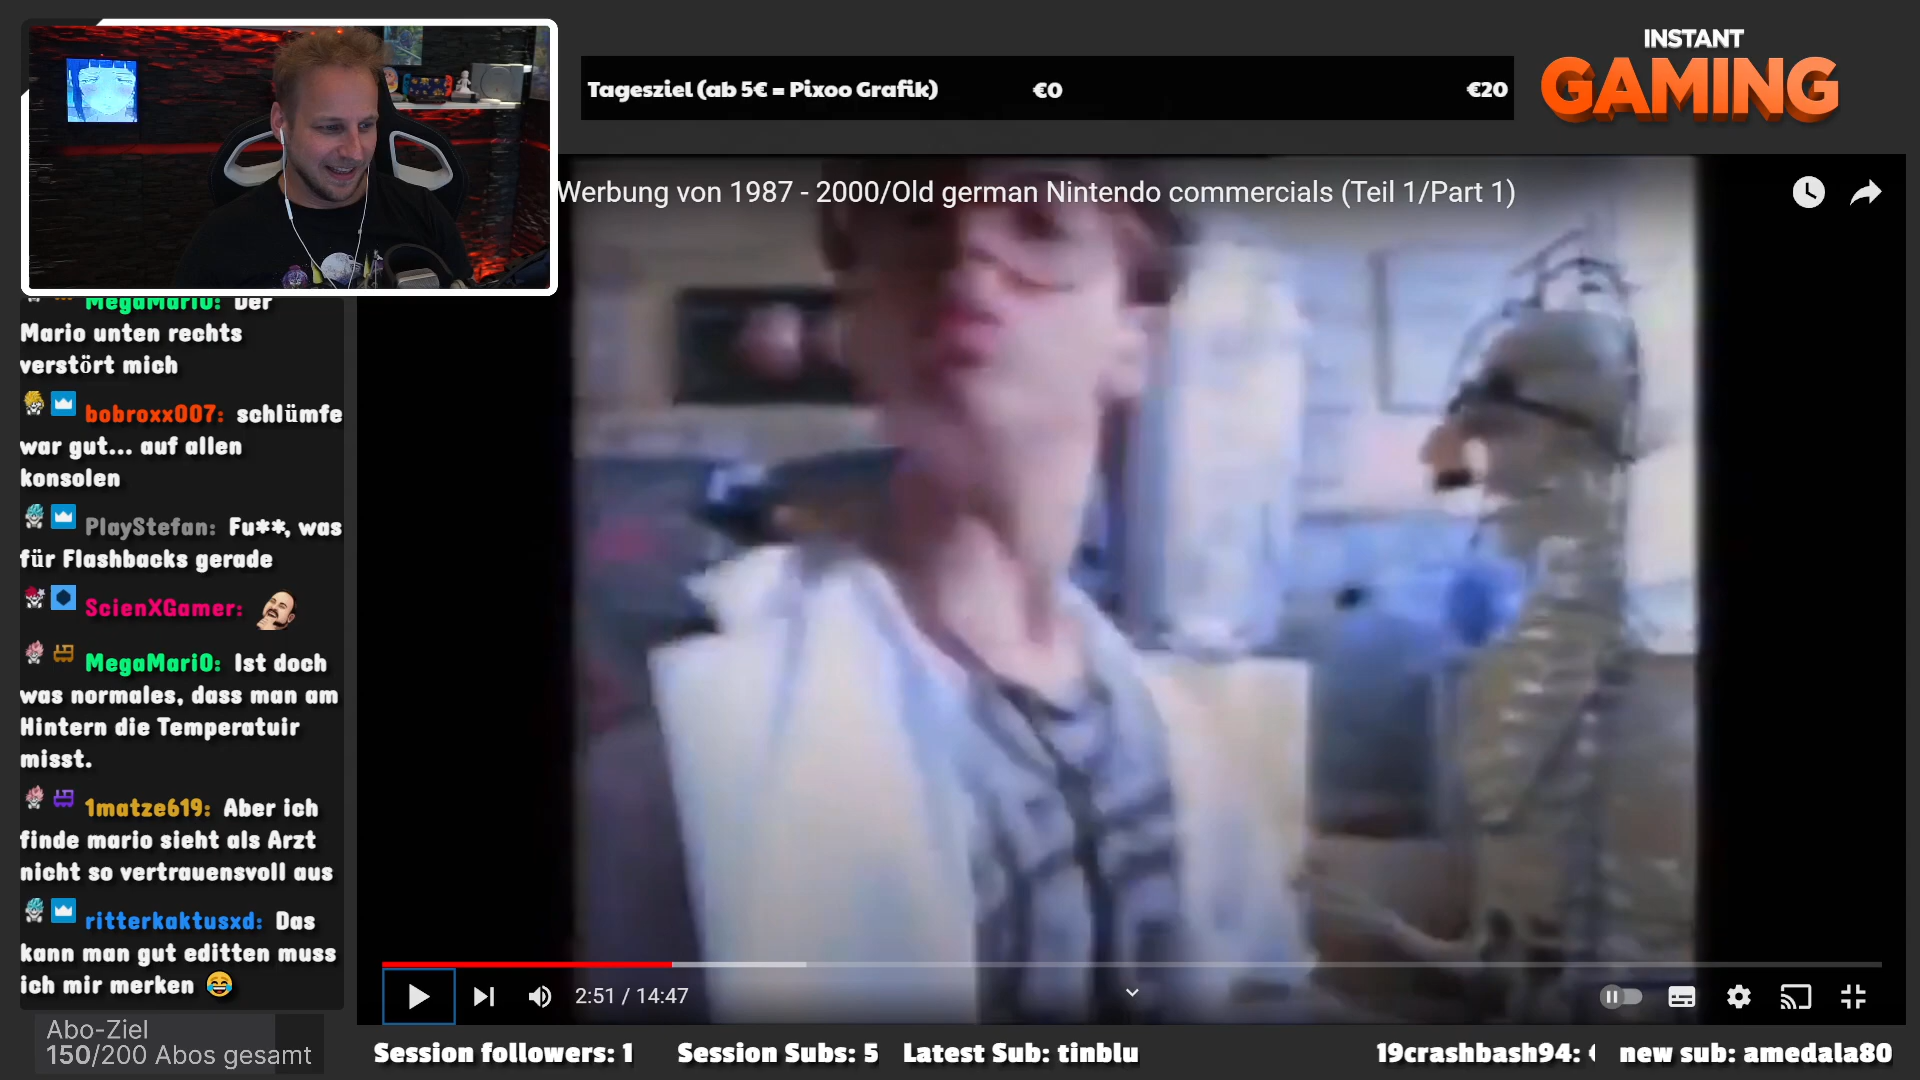 Tagesziel (ab 5€ = Pixoo Grafik) €0 €20
INSTANT
GAMING
Werbung von 1987 - 2000/Old german Nintendo commercials (Teil 1/Part 1)
MegaMari0: Der
Mario unten rechts
verstört mich
bobroxx007: schlümfe
war gut... auf allen
konsolen
PlayStefan: Fu**, was
für Flashbacks gerade
ScienXGamer:
MegaMari0: Ist doch
was normales, dass man am
Hintern die Temperatuir
misst.
1matze619: Aber ich
finde mario sieht als Arzt
nicht so vertrauensvoll aus
ritterkaktusxd: Das
kann man gut editten muss
ich mir merken 😂
2:51 / 14:47
Abo-Ziel
150/200 Abos gesamt
Session followers: 1 Session Subs: 5 Latest Sub: tinblu 19crashbash94: new sub: amedala80